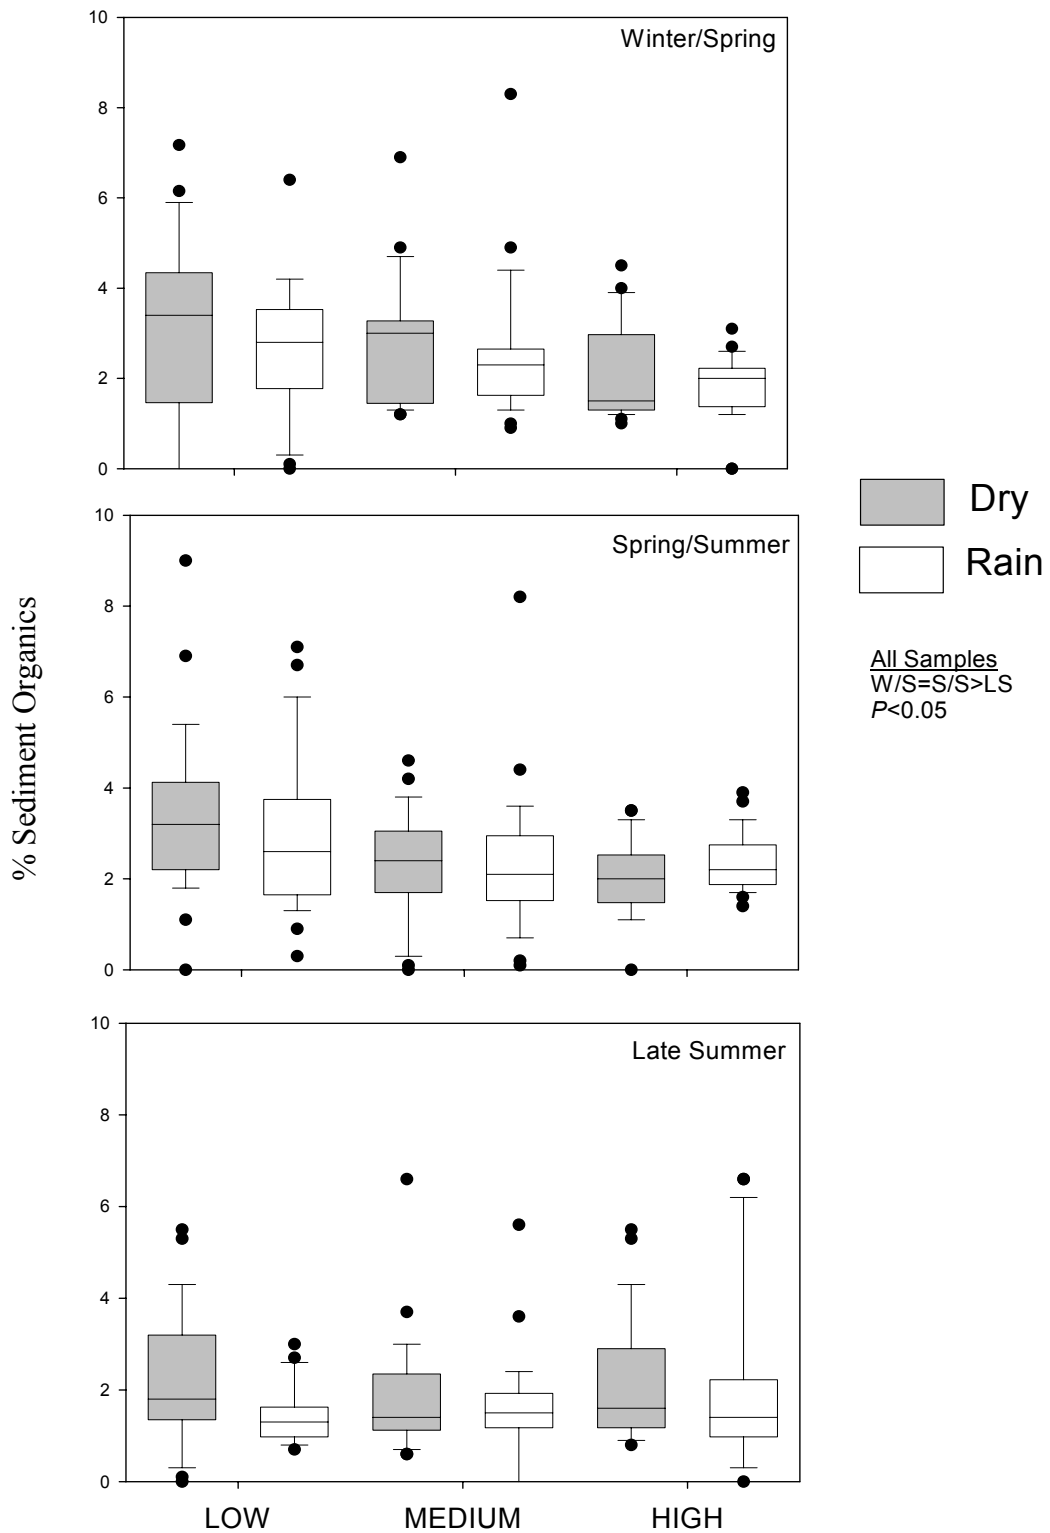 10
Winter/Spring
8
6
4
2
0
10
Spring/Summer
8
6
4
2
0
% Sediment Organics
Dry
Rain
All Samples
W/S=S/S>LS
P<0.05
10
Late Summer
8
6
4
2
0
LOW MEDIUM HIGH